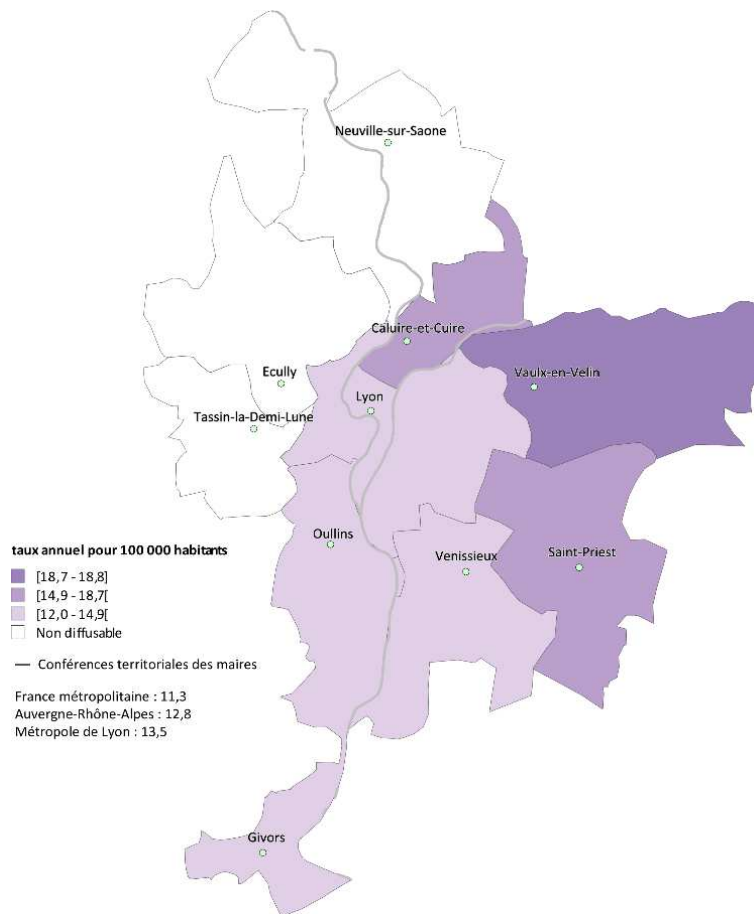 Neuville-sur-Saone
Caluire-et-Cuire
Ecully
Vaulx-en-Velin
Lyon
Tassin-la-Demi-Lune
Oullins
Venissieux
Saint-Priest
taux annuel pour 100 000 habitants
[18,7 - 18,8]
[14,9 - 18,7[
[12,0 - 14,9[
Non diffusable
Conférences territoriales des maires
France métropolitaine : 11,3
Auvergne-Rhône-Alpes : 12,8
Métropole de Lyon : 13,5
Givors